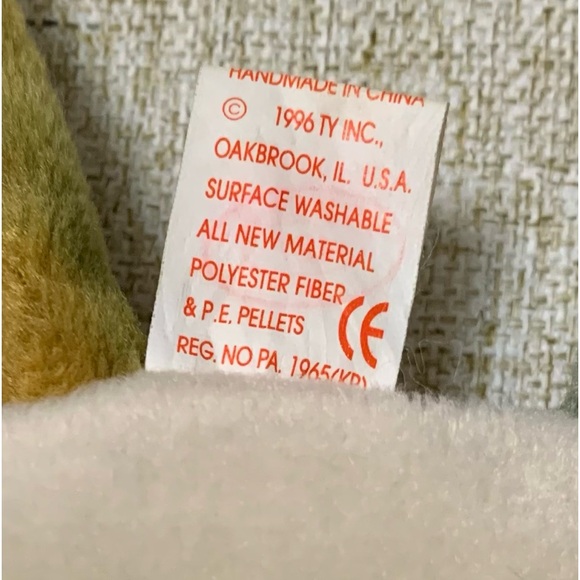 HANDMADE IN CHINA
© 1996 TY INC.,
OAKBROOK, IL. U.S.A.
SURFACE WASHABLE
ALL NEW MATERIAL
POLYESTER FIBER
& P.E. PELLETS CE
REG. NO PA. 1965(KR)